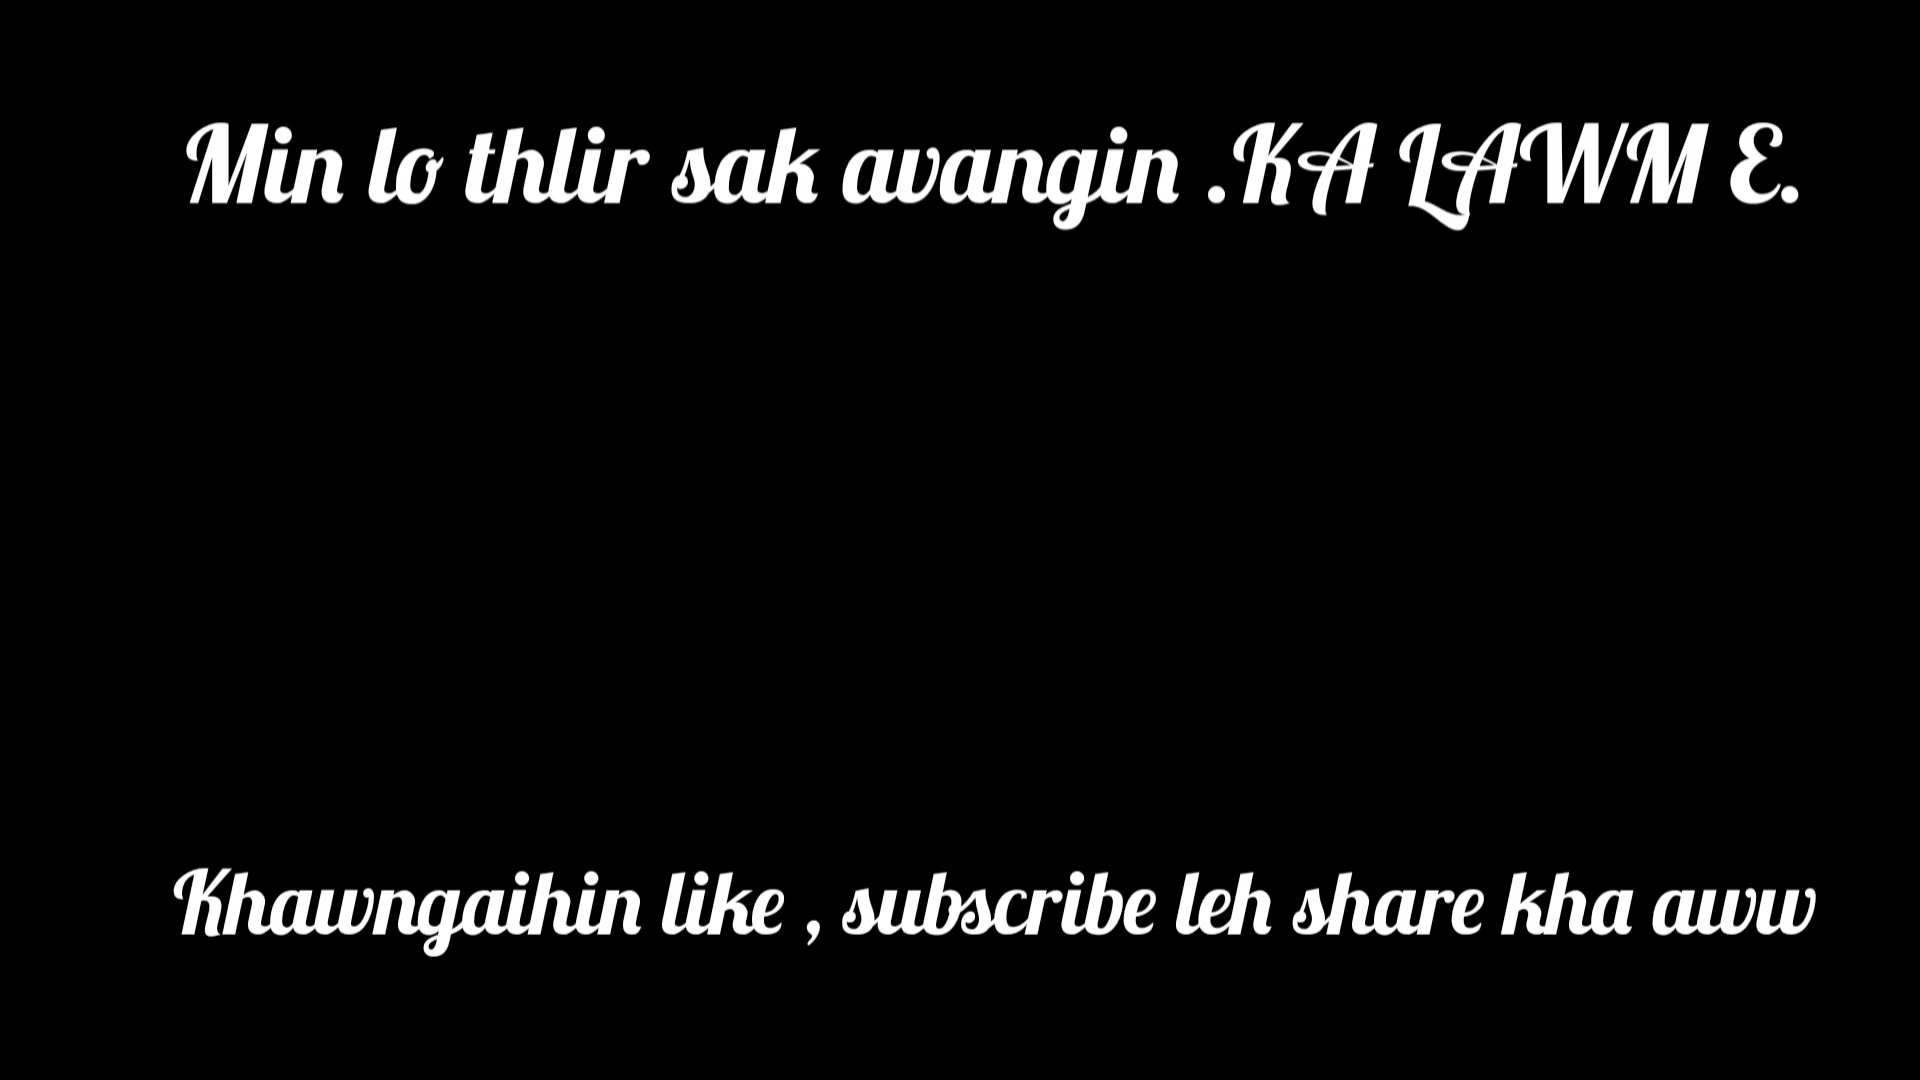 Min lo thlir sak avangin .KA LAWM E.
Khawngaihin like , subscribe leh share kha aww